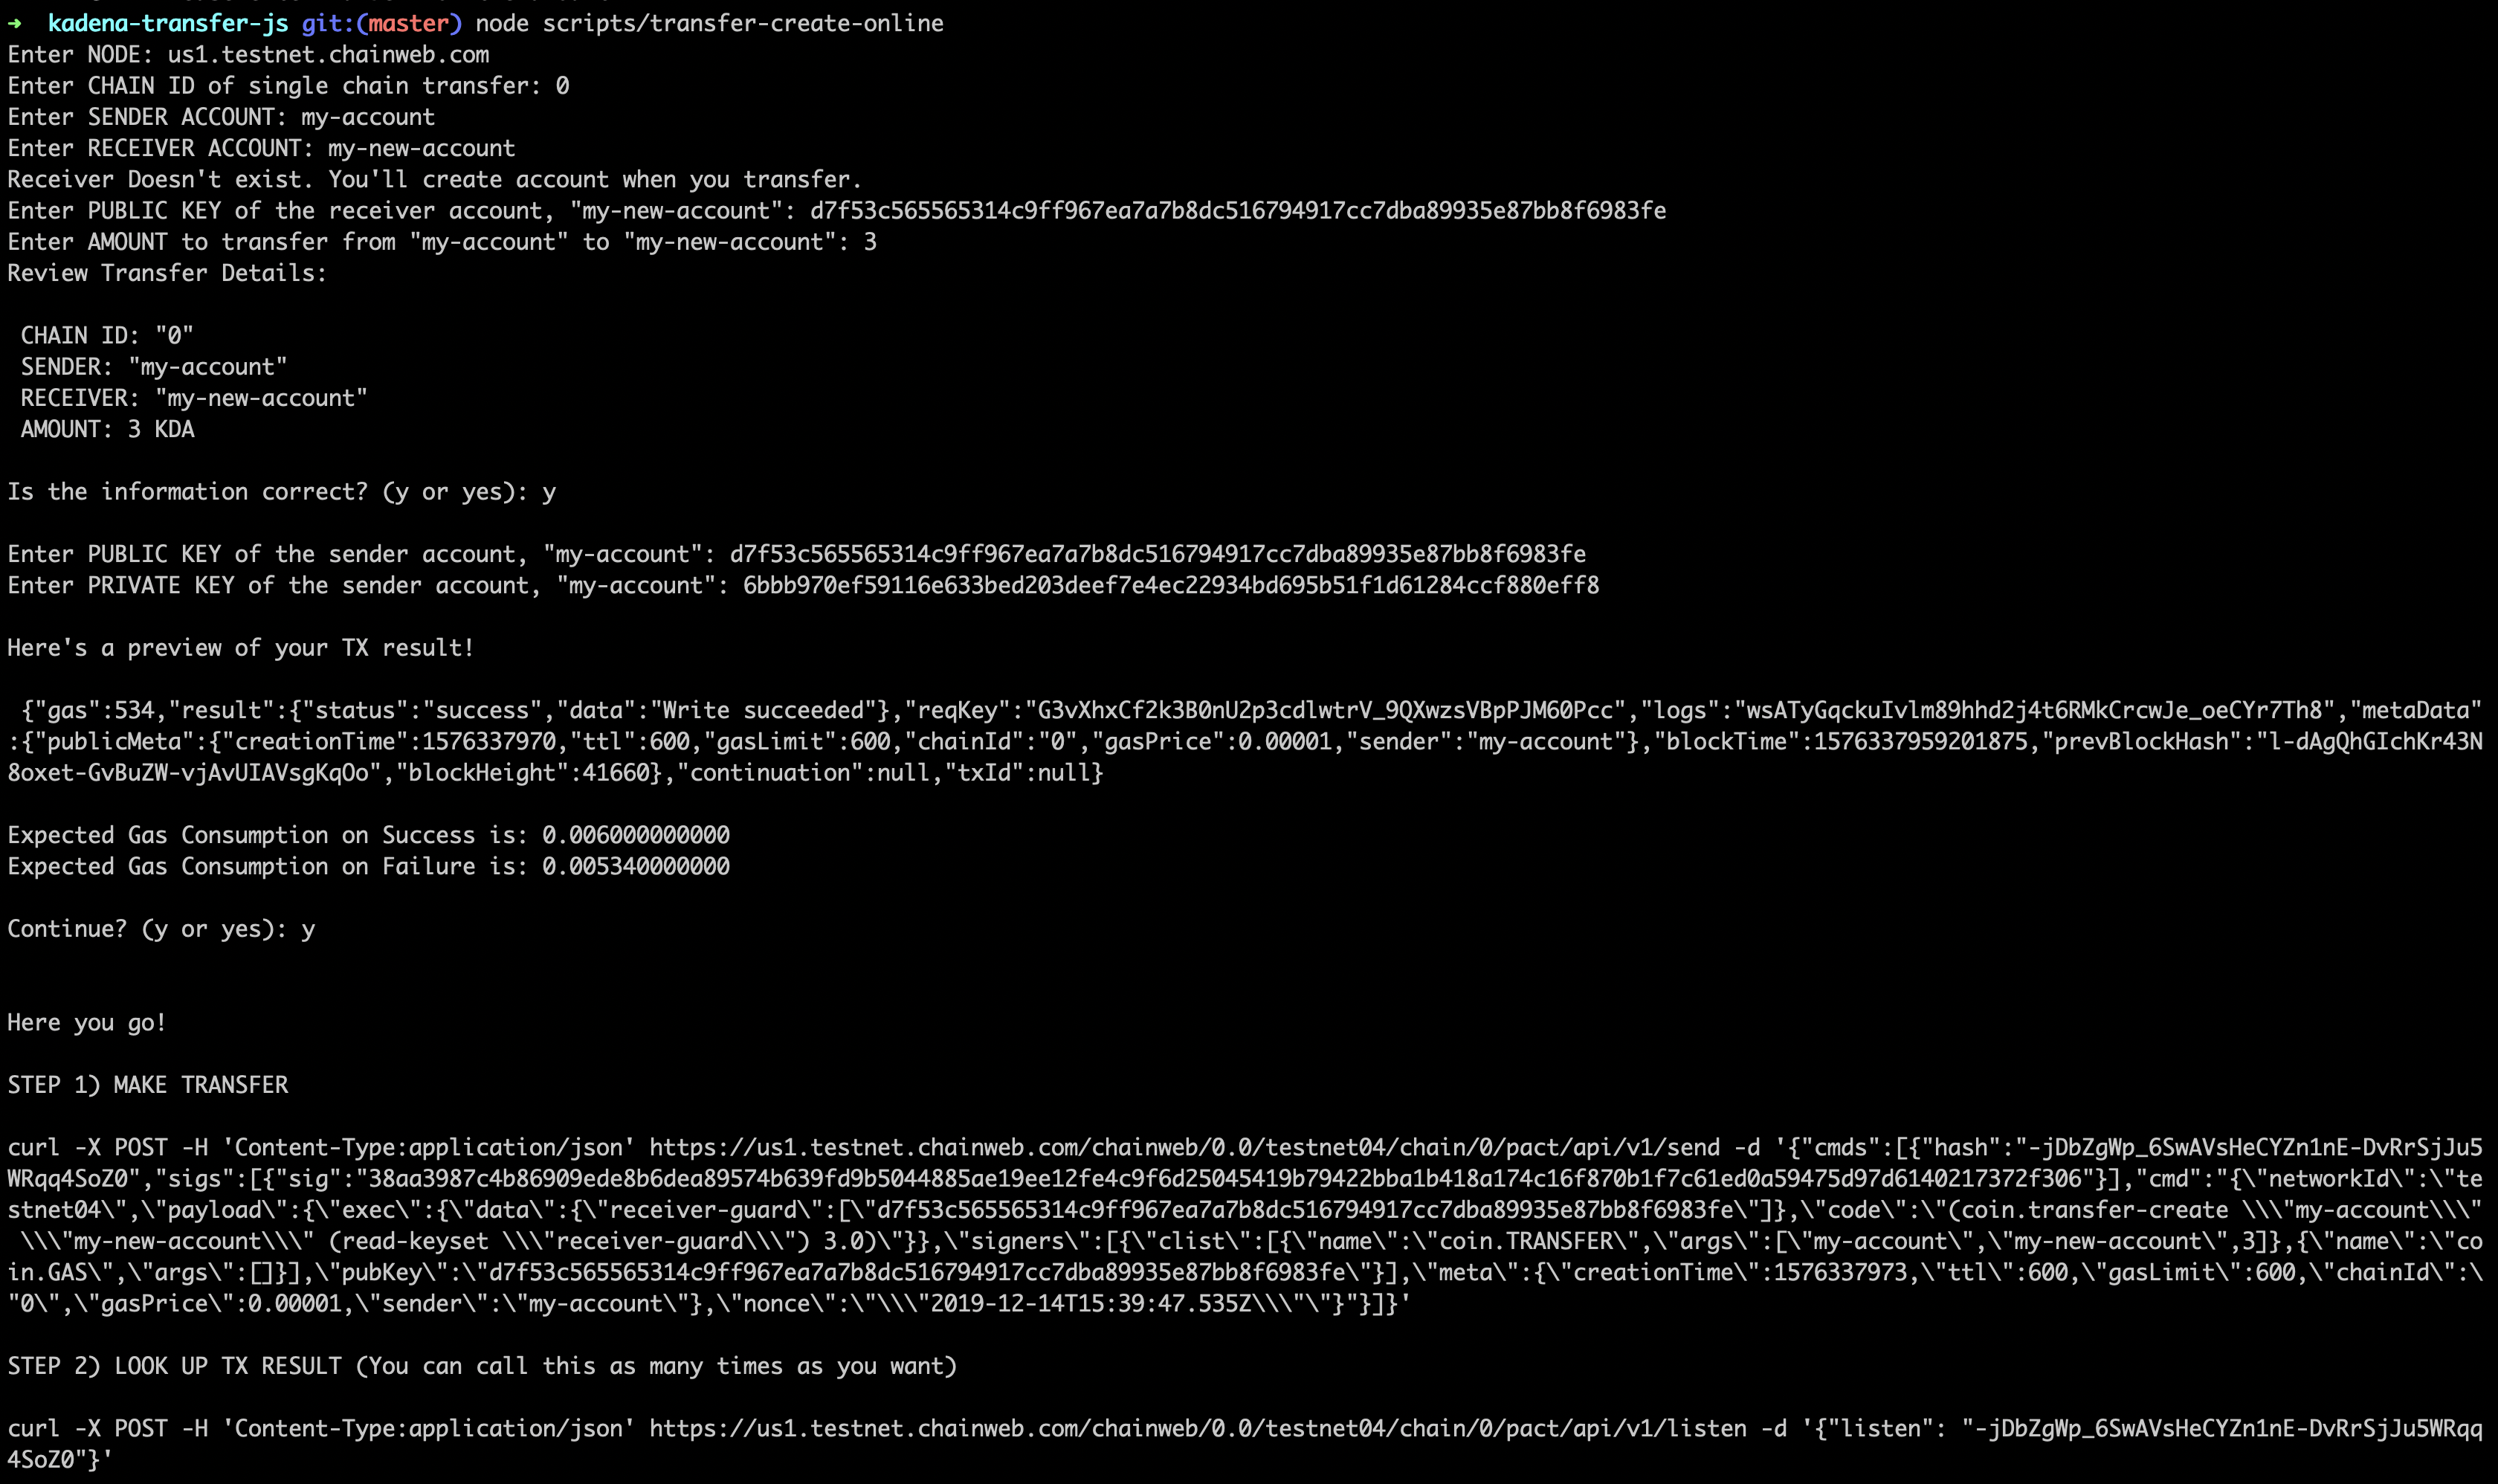 ➜  kadena-transfer-js git:(master) node scripts/transfer-create-online
Enter NODE: us1.testnet.chainweb.com
Enter CHAIN ID of single chain transfer: 0
Enter SENDER ACCOUNT: my-account
Enter RECEIVER ACCOUNT: my-new-account
Receiver Doesn't exist. You'll create account when you transfer.
Enter PUBLIC KEY of the receiver account, "my-new-account": d7f53c565565314c9ff967ea7a7b8dc516794917cc7dba89935e87bb8f6983fe
Enter AMOUNT to transfer from "my-account" to "my-new-account": 3
Review Transfer Details:
CHAIN ID: "0"
SENDER: "my-account"
RECEIVER: "my-new-account"
AMOUNT: 3 KDA
Is the information correct? (y or yes): y
Enter PUBLIC KEY of the sender account, "my-account": d7f53c565565314c9ff967ea7a7b8dc516794917cc7dba89935e87bb8f6983fe
Enter PRIVATE KEY of the sender account, "my-account": 6bbb970ef59116e633bed203deef7e4ec22934bd695b51f1d61284ccf880eff8
Here's a preview of your TX result!
{"gas":534,"result":{"status":"success","data":"Write succeeded"},"reqKey":"G3vXhxCf2k3B0nU2p3cdlwtrV_9QXwzsVBpPJM60Pcc","logs":"wsATyGqckuIvlm89hhd2j4t6RMkCrcwJe_oeCYr7Th8","metaData"
:{"publicMeta":{"creationTime":1576337970,"ttl":600,"gasLimit":600,"chainId":"0","gasPrice":0.00001,"sender":"my-account"},"blockTime":1576337959201875,"prevBlockHash":"l-dAgQhGIchKr43N
8oxet-GvBuZW-vjAvUIAVsgKqOo","blockHeight":41660},"continuation":null,"txId":null}
Expected Gas Consumption on Success is: 0.006000000000
Expected Gas Consumption on Failure is: 0.005340000000
Continue? (y or yes): y
Here you go!
STEP 1) MAKE TRANSFER
curl -X POST -H 'Content-Type:application/json' https://us1.testnet.chainweb.com/chainweb/0.0/testnet04/chain/0/pact/api/v1/send -d '{"cmds":[{"hash":"-jDbZgWp_6SwAVsHeCYZn1nE-DvRrSjJu5
WRqq4SoZ0","sigs":[{"sig":"38aa3987c4b86909ede8b6dea89574b639fd9b5044885ae19ee12fe4c9f6d25045419b79422bba1b418a174c16f870b1f7c61ed0a59475d97d6140217372f306"}],"cmd":"{\"networkId\":\"te
stnet04\",\"payload\":{\"exec\":{\"data\":{\"receiver-guard\":[\"d7f53c565565314c9ff967ea7a7b8dc516794917cc7dba89935e87bb8f6983fe\"]},\"code\":\"(coin.transfer-create \\\"my-account\\\"
\\\"my-new-account\\\" (read-keyset \\\"receiver-guard\\\") 3.0)\"}},\"signers\":[{\"clist\":[{\"name\":\"coin.TRANSFER\",\"args\":[\"my-account\",\"my-new-account\",3]},{\"name\":\"co
in.GAS\",\"args\":[]}],\"pubKey\":\"d7f53c565565314c9ff967ea7a7b8dc516794917cc7dba89935e87bb8f6983fe\"}],\"meta\":{\"creationTime\":1576337973,\"ttl\":600,\"gasLimit\":600,\"chainId\":\
"0\",\"gasPrice\":0.00001,\"sender\":\"my-account\"},\"nonce\":\"\\\"2019-12-14T15:39:47.535Z\\\"\"}"}]}'
STEP 2) LOOK UP TX RESULT (You can call this as many times as you want)
curl -X POST -H 'Content-Type:application/json' https://us1.testnet.chainweb.com/chainweb/0.0/testnet04/chain/0/pact/api/v1/listen -d '{"listen": "-jDbZgWp_6SwAVsHeCYZn1nE-DvRrSjJu5WRqq
4SoZ0"}'